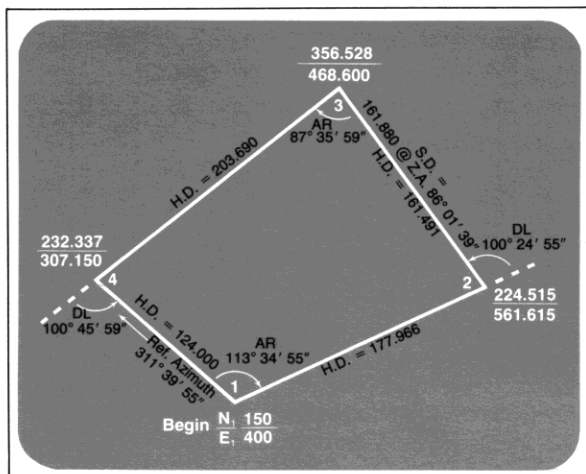 356.528
468.600
3
AR
87° 35′ 59″
S.D. =
161.880 @ Z.A. 86° 01′ 39″
H.D. = 161.491
H.D. = 203.690
DL
100° 24′ 55″
232.337
307.150
4
2
224.515
561.615
DL
100° 45′ 59″
H.D. = 124.000
Ref. Azimuth
311° 39′ 55″
AR
113° 34′ 55″
H.D. = 177.966
1
Begin N₁ 150
E₁ 400